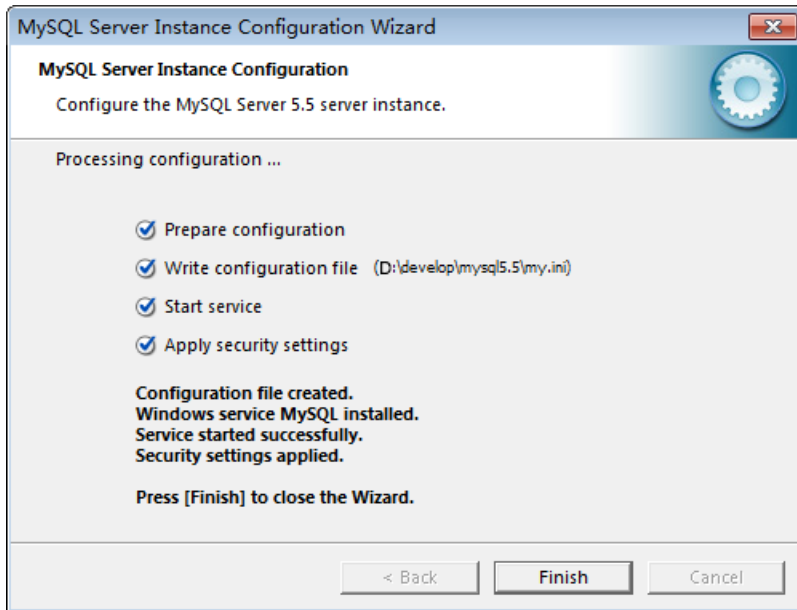 MySQL Server Instance Configuration Wizard
MySQL Server Instance Configuration
Configure the MySQL Server 5.5 server instance.
Processing configuration ...
Prepare configuration
Write configuration file (D:\develop\mysql5.5\my.ini)
Start service
Apply security settings
Configuration file created.
Windows service MySQL installed.
Service started successfully.
Security settings applied.
Press [Finish] to close the Wizard.
< Back Finish Cancel